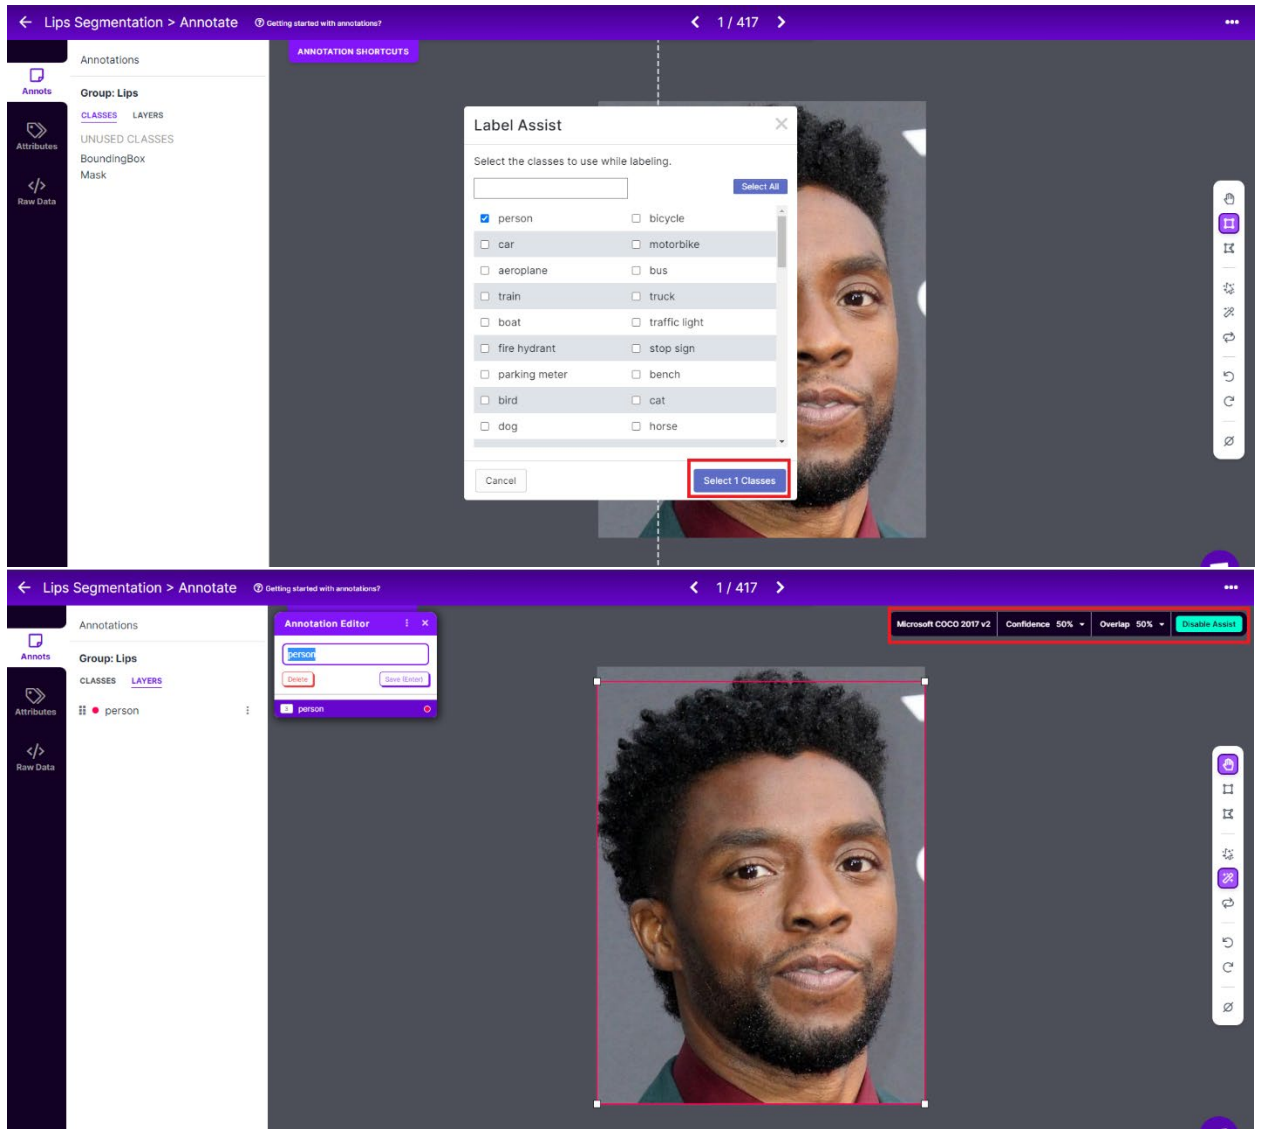 Lips Segmentation > Annotate
Getting started with annotations?
1 / 417
Annots
Attributes
Raw Data
Annotations
Group: Lips
CLASSES LAYERS
UNUSED CLASSES
BoundingBox
Mask
ANNOTATION SHORTCUTS
Label Assist
Select the classes to use while labeling.
Select All
person bicycle
car motorbike
aeroplane bus
train truck
boat traffic light
fire hydrant stop sign
parking meter bench
bird cat
dog horse
Cancel Select 1 Classes
Lips Segmentation > Annotate
Getting started with annotations?
1 / 417
Annots
Attributes
Raw Data
Annotations
Group: Lips
CLASSES LAYERS
person
Annotation Editor
person
Delete Save (Enter)
person
Microsoft COCO 2017 v2 Confidence 50% Overlap 50% Disable Assist